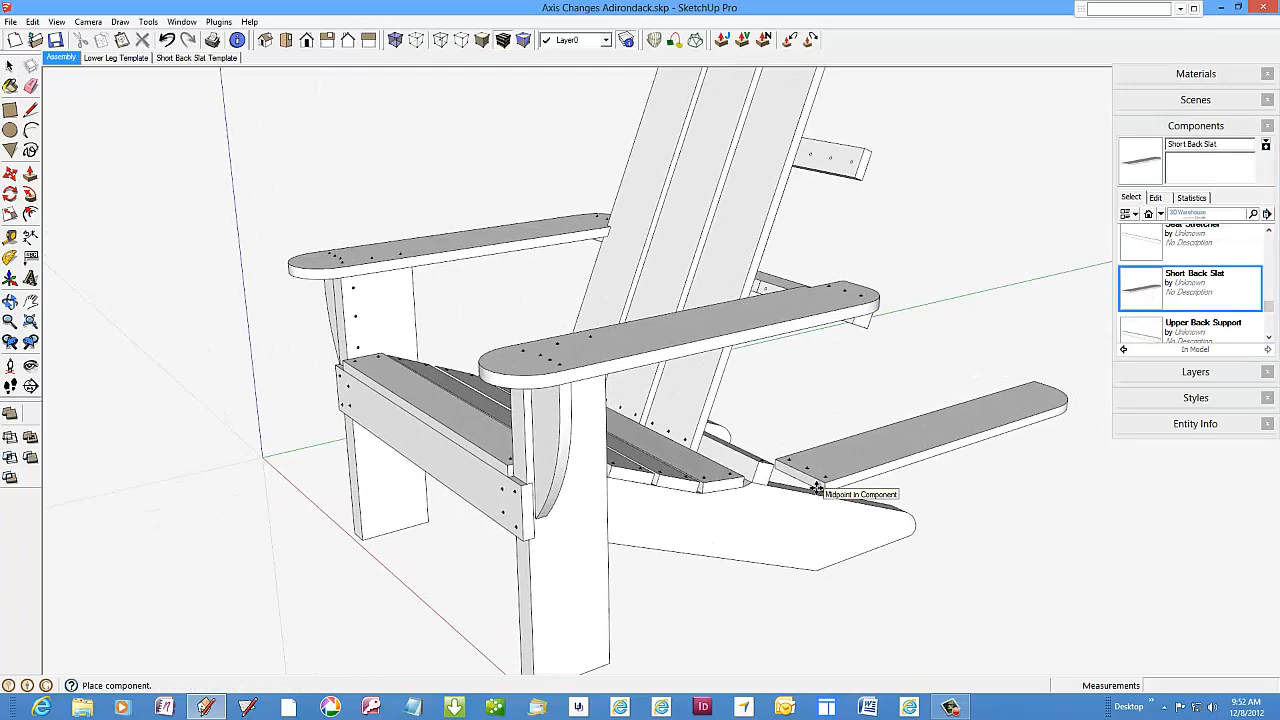 Axis Changes Adirondack.skp - SketchUp Pro
File Edit View Camera Draw Tools Window Plugins Help
Layer0
Assembly Lower Leg Template Short Back Slat Template
Materials
Scenes
Components
Short Back Slat
Select Edit Statistics
3D Warehouse
Seat Stretcher
by Unknown
No Description
Short Back Slat
by Unknown
No Description
Upper Back Support
by Unknown
In Model
Layers
Styles
Entity Info
Midpoint in Component
Place component.
Measurements
Desktop
9:52 AM
12/8/2012